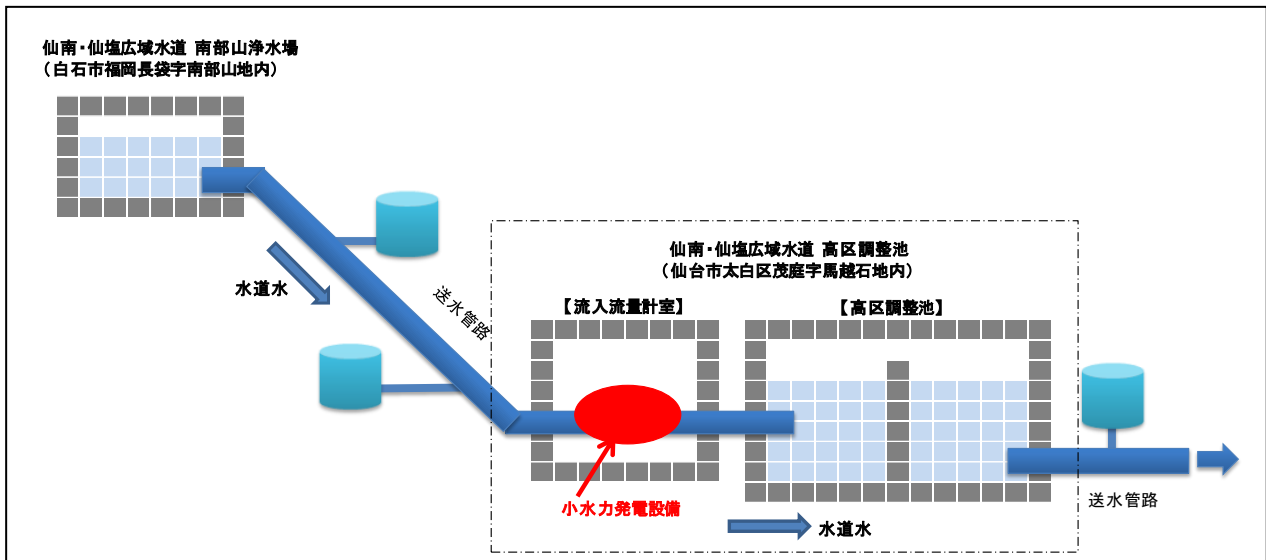 仙南・仙塩広域水道 南部山浄水場
（白石市福岡長袋字南部山地内）
水道水
送水管路
仙南・仙塩広域水道 高区調整池
（仙台市太白区茂庭字馬越石地内）
【流入流量計室】
【高区調整池】
小水力発電設備
水道水
送水管路